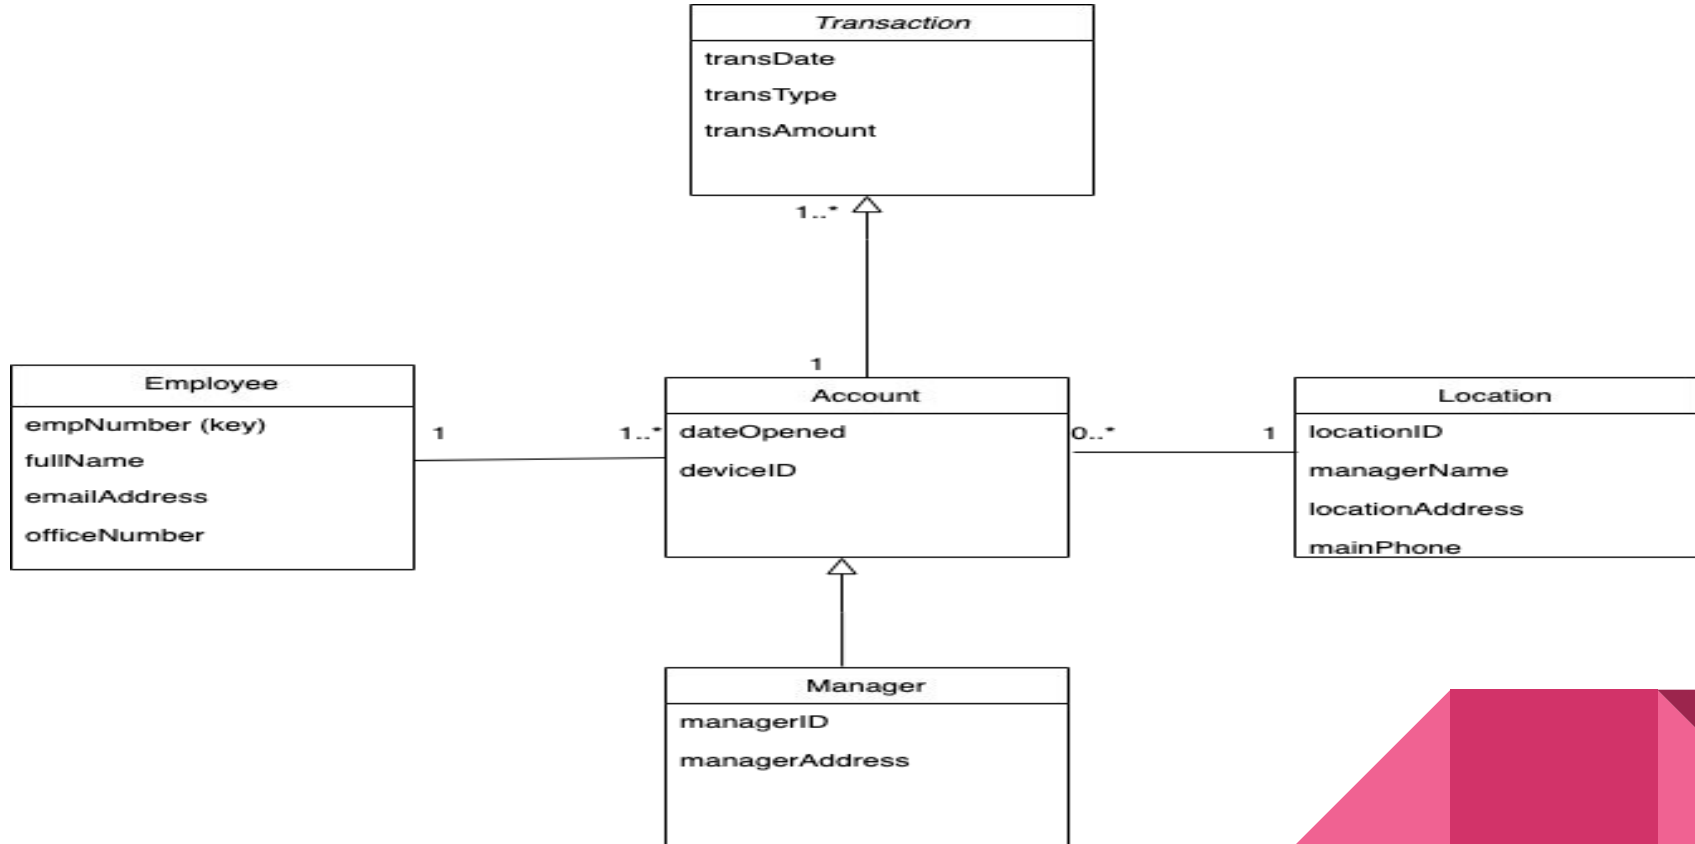 Transaction
transDate
transType
transAmount
1..*
1
Employee
empNumber (key)
fullName
emailAddress
officeNumber
1
1..*
Account
dateOpened
deviceID
0..*
1
Location
locationID
managerName
locationAddress
mainPhone
Manager
managerID
managerAddress